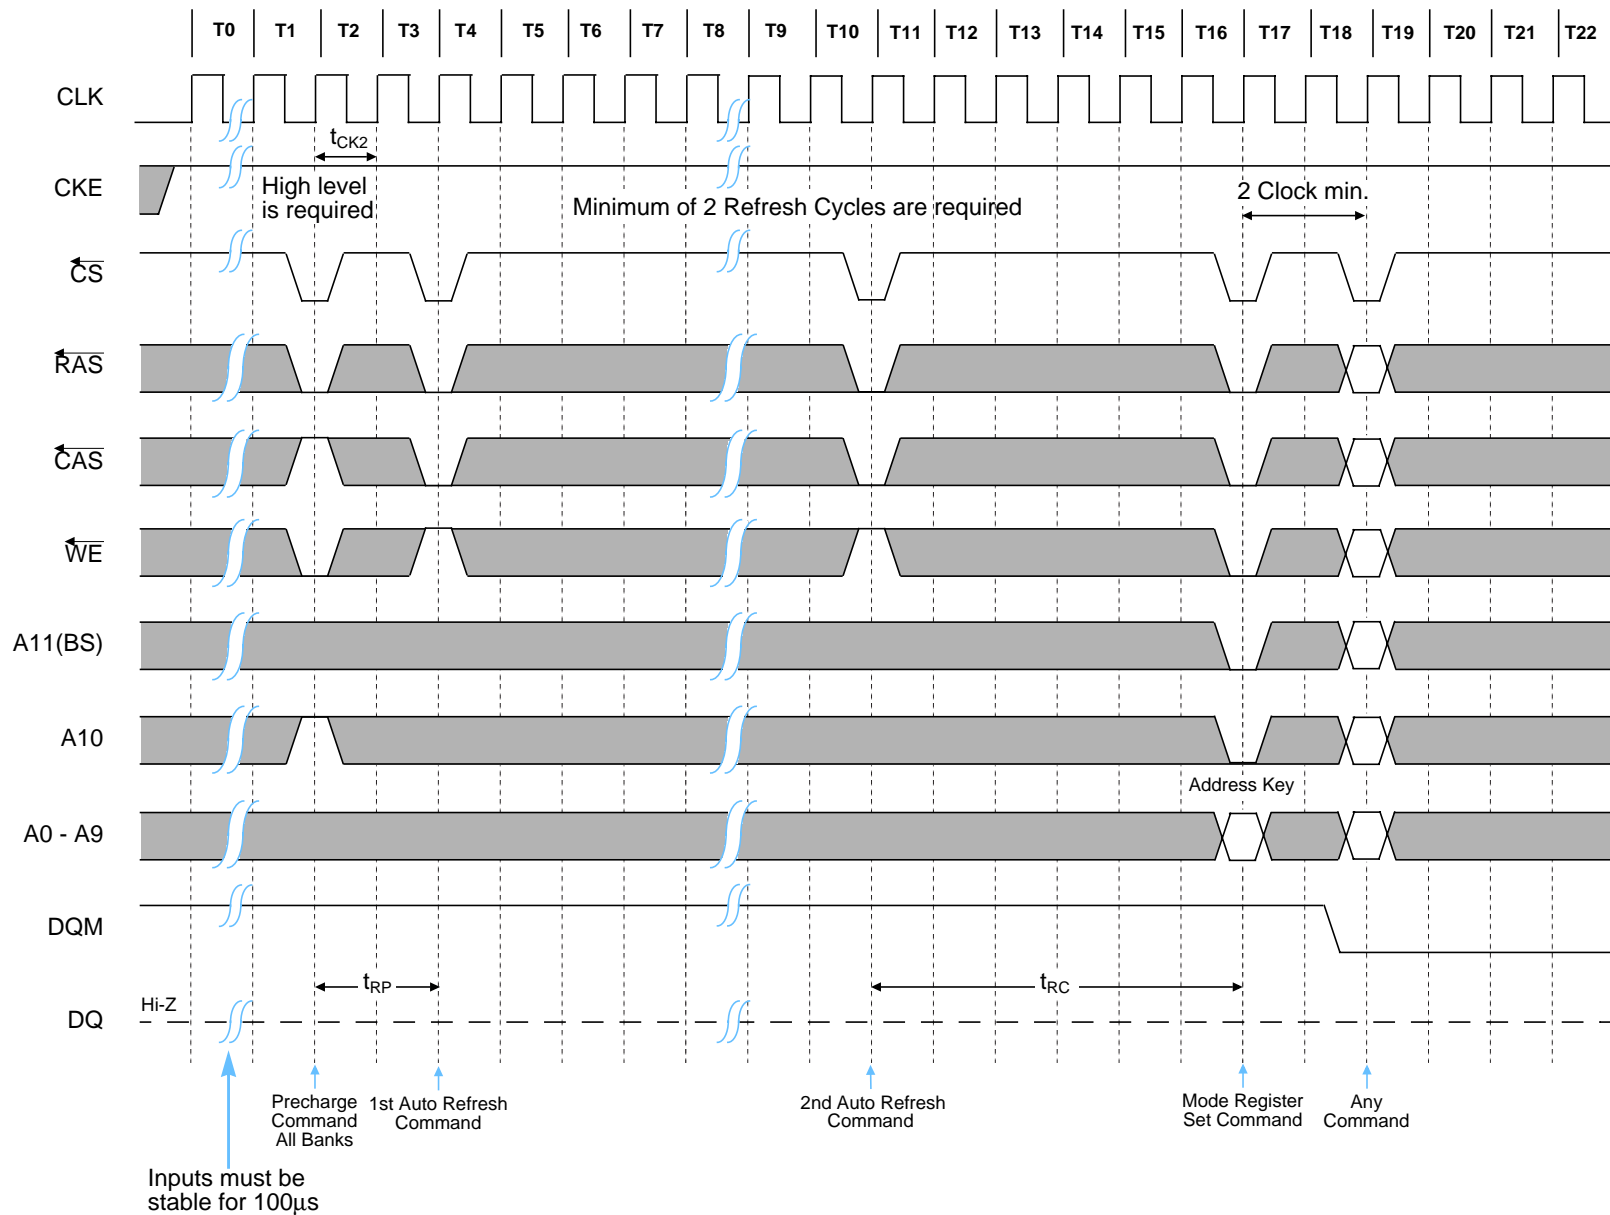 T0 T1 T2 T3 T4 T5 T6 T7 T8 T9 T10 T11 T12 T13 T14 T15 T16 T17 T18 T19 T20 T21 T22
CLK
tCK2
CKE
High level
is required
Minimum of 2 Refresh Cycles are required
2 Clock min.
CS
RAS
CAS
WE
A11(BS)
A10
Address Key
A0 - A9
DQM
tRP
tRC
Hi-Z
DQ
Precharge
Command
All Banks
1st Auto Refresh
Command
2nd Auto Refresh
Command
Mode Register
Set Command
Any
Command
Inputs must be
stable for 100µs